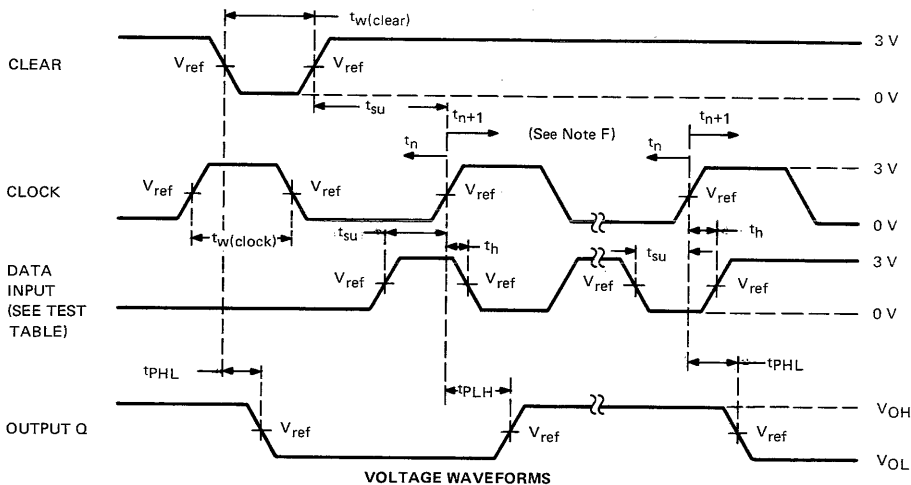 tw(clear)
CLEAR
Vref
Vref
3 V
0 V
tsu
tn+1
(See Note F)
tn+1
tn
tn
CLOCK
Vref
Vref
Vref
Vref
3 V
0 V
tw(clock)
tsu
th
tsu
th
DATA
INPUT
(SEE TEST
TABLE)
Vref
Vref
Vref
Vref
3 V
0 V
tPHL
tPLH
tPHL
OUTPUT Q
Vref
Vref
Vref
VOH
VOL
VOLTAGE WAVEFORMS